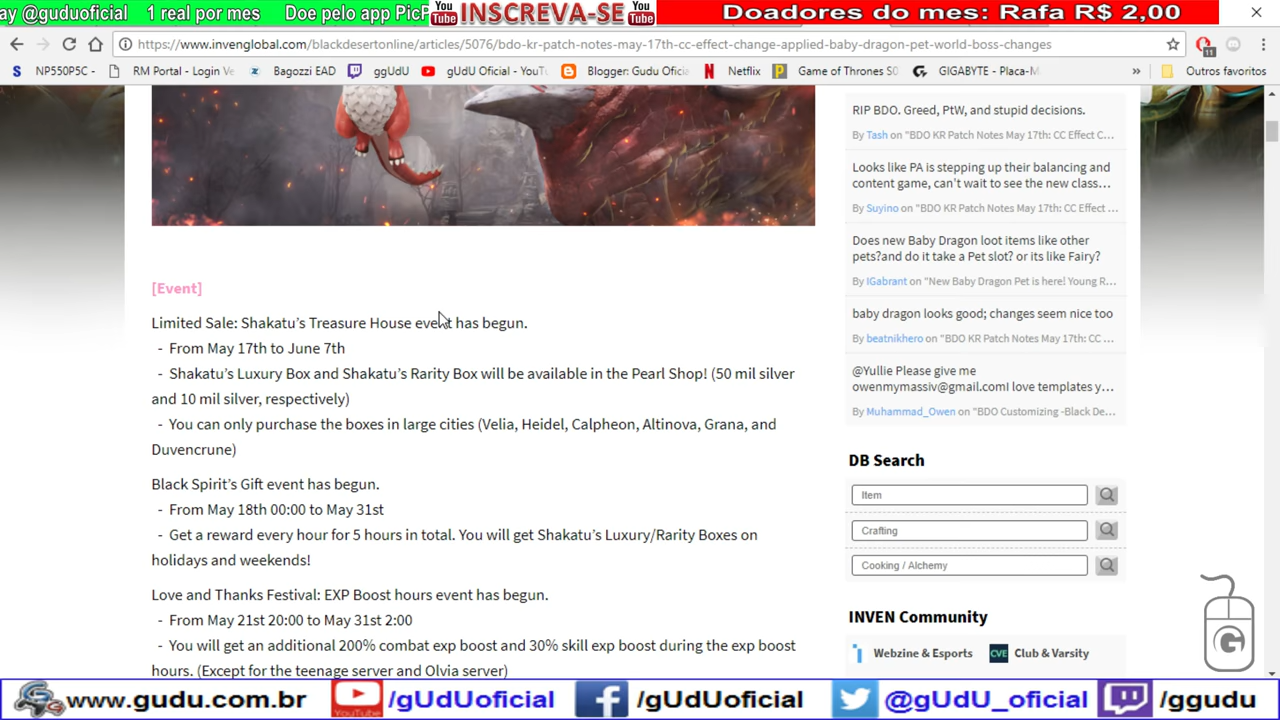 ay @guduoficial 1 real por mes Doe pelo app PicP
You Tube INSCREVA-SE You Tube
Doadores do mes: Rafa R$ 2,00
https://www.invenglobal.com/blackdesertonline/articles/5076/bdo-kr-patch-notes-may-17th-cc-effect-change-applied-baby-dragon-pet-world-boss-changes
11
NP550P5C - RM Portal - Login Ve Bagozzi EAD ggUdU gUdU Oficial - YouT Blogger: Gudu Oficia Netflix Game of Thrones S0 GIGABYTE - Placa-M » Outros favoritos
[Event]
Limited Sale: Shakatu’s Treasure House event has begun.
- From May 17th to June 7th
- Shakatu’s Luxury Box and Shakatu’s Rarity Box will be available in the Pearl Shop! (50 mil silver
and 10 mil silver, respectively)
- You can only purchase the boxes in large cities (Velia, Heidel, Calpheon, Altinova, Grana, and
Duvencrune)
Black Spirit’s Gift event has begun.
- From May 18th 00:00 to May 31st
- Get a reward every hour for 5 hours in total. You will get Shakatu’s Luxury/Rarity Boxes on
holidays and weekends!
Love and Thanks Festival: EXP Boost hours event has begun.
- From May 21st 20:00 to May 31st 2:00
- You will get an additional 200% combat exp boost and 30% skill exp boost during the exp boost
hours. (Except for the teenage server and Olvia server)
RIP BDO. Greed, PtW, and stupid decisions.
By Tash on "BDO KR Patch Notes May 17th: CC Effect C...
Looks like PA is stepping up their balancing and
content game, can't wait to see the new class...
By Suyino on "BDO KR Patch Notes May 17th: CC Effect ...
Does new Baby Dragon loot items like other
pets?and do it take a Pet slot? or its like Fairy?
By IGabrant on "New Baby Dragon Pet is here! Young R...
baby dragon looks good; changes seem nice too
By beatnikhero on "BDO KR Patch Notes May 17th: CC ...
@Yullie Please give me
owenmymassiv@gmail.comI love templates y...
By Muhammad_Owen on "BDO Customizing -Black De...
DB Search
Item
Crafting
Cooking / Alchemy
INVEN Community
Webzine & Esports CVE Club & Varsity
G
www.gudu.com.br YouTube /gUdUoficial /gUdUoficial @gUdU_oficial /ggudu